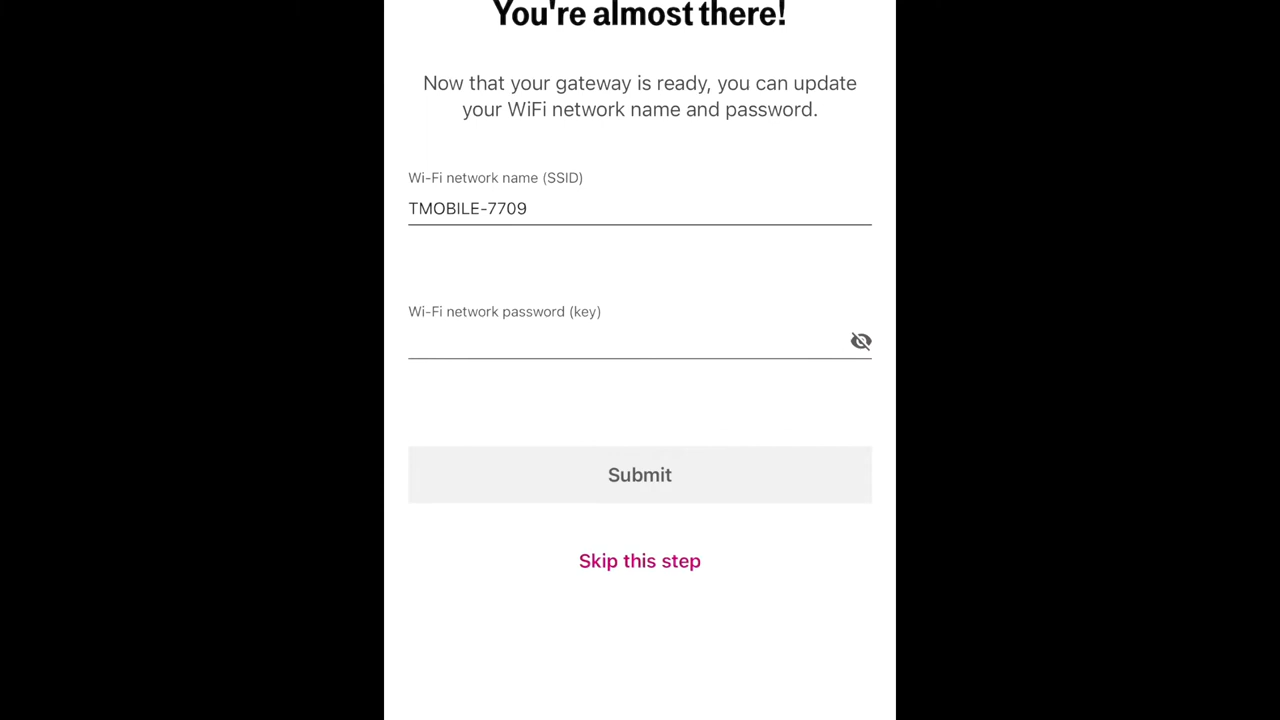 You're almost there!
Now that your gateway is ready, you can update
your WiFi network name and password.
Wi-Fi network name (SSID)
TMOBILE-7709
Wi-Fi network password (key)
Submit
Skip this step